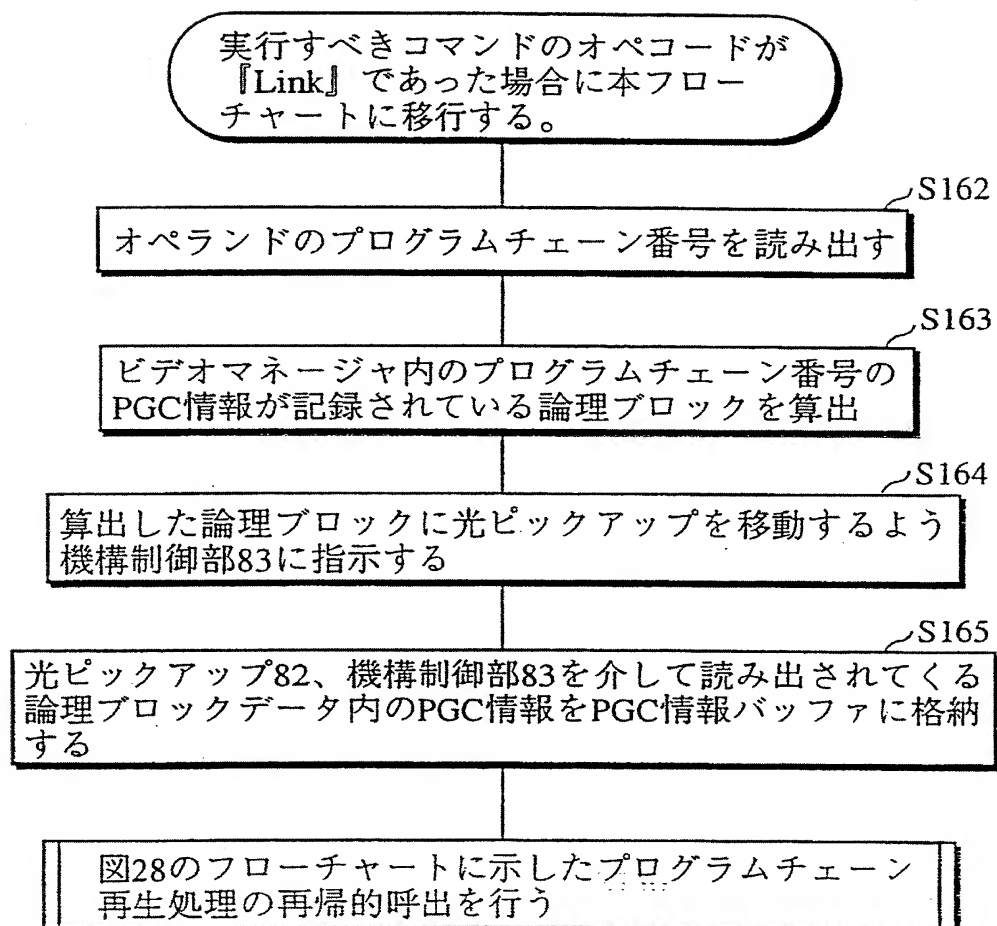 実行すべきコマンドのオペコードが
『Link』であった場合に本フロー
チャートに移行する。
S162
オペランドのプログラムチェーン番号を読み出す
S163
ビデオマネージャ内のプログラムチェーン番号の
PGC情報が記録されている論理ブロックを算出
S164
算出した論理ブロックに光ピックアップを移動するよう
機構制御部83に指示する
S165
光ピックアップ82、機構制御部83を介して読み出されてくる
論理ブロックデータ内のPGC情報をPGC情報バッファに格納
する
図28のフローチャートに示したプログラムチェーン
再生処理の再帰的呼出を行う